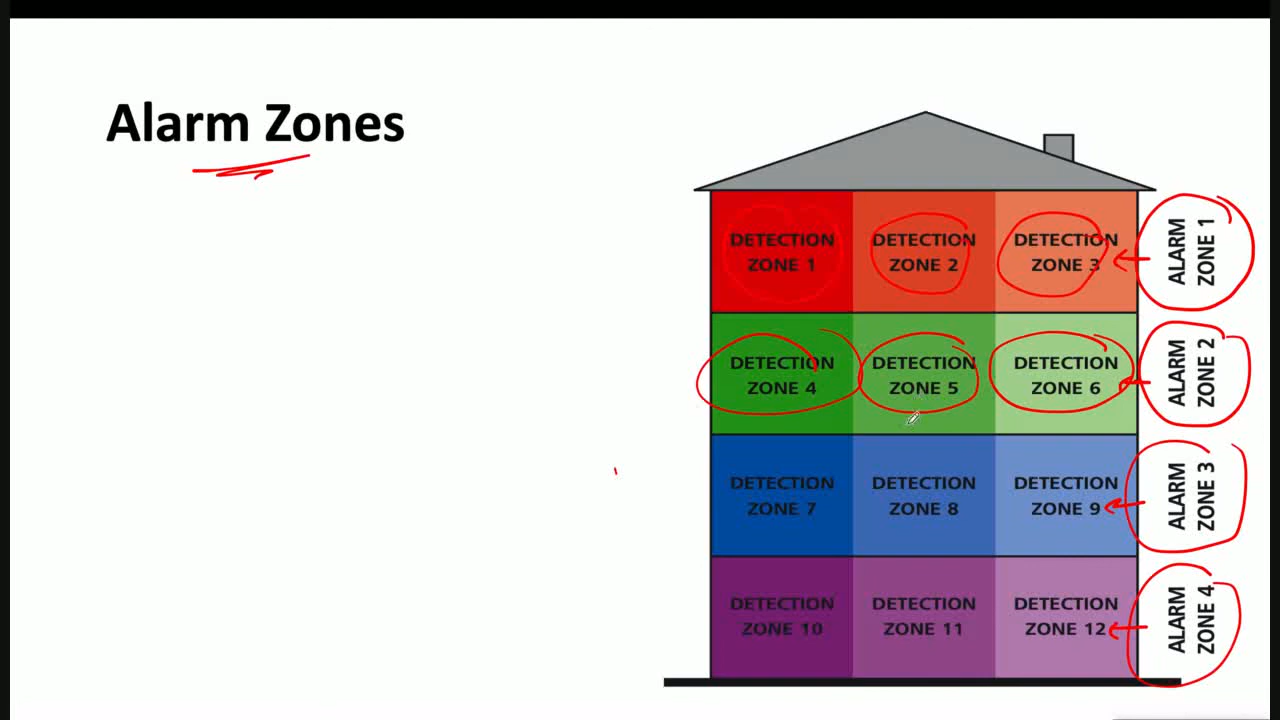 Alarm Zones
DETECTION
ZONE 1
DETECTION
ZONE 2
DETECTION
ZONE 3
ALARM
ZONE 1
DETECTION
ZONE 4
DETECTION
ZONE 5
DETECTION
ZONE 6
ALARM
ZONE 2
DETECTION
ZONE 7
DETECTION
ZONE 8
DETECTION
ZONE 9
ALARM
ZONE 3
DETECTION
ZONE 10
DETECTION
ZONE 11
DETECTION
ZONE 12
ALARM
ZONE 4